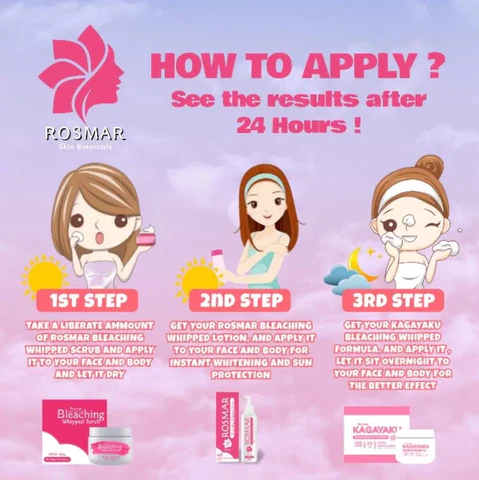 HOW TO APPLY ?
See the results after
24 Hours !
ROSMAR
Skin Essentials
1ST STEP
TAKE A LIBERATE AMMOUNT
OF ROSMAR BLEACHING
WHIPPED SCRUB AND APPLY
IT TO YOUR FACE AND BODY
AND LET IT DRY
2ND STEP
GET YOUR ROSMAR BLEACHING
WHIPPED LOTION, AND APPLY IT
TO YOUR FACE AND BODY FOR
INSTANT WHITENING AND SUN
PROTECTION
3RD STEP
GET YOUR KAGAYAKU
BLEACHING WHIPPED
FORMULA, AND APPLY IT ,
LET IT SIT OVERNIGHT TO
YOUR FACE AND BODY FOR
THE BETTER EFFECT
Bleaching
Whipped Scrub
Bleaching
ROSMAR
ROSMAR
KAGAYAKU
KAGAYAKU